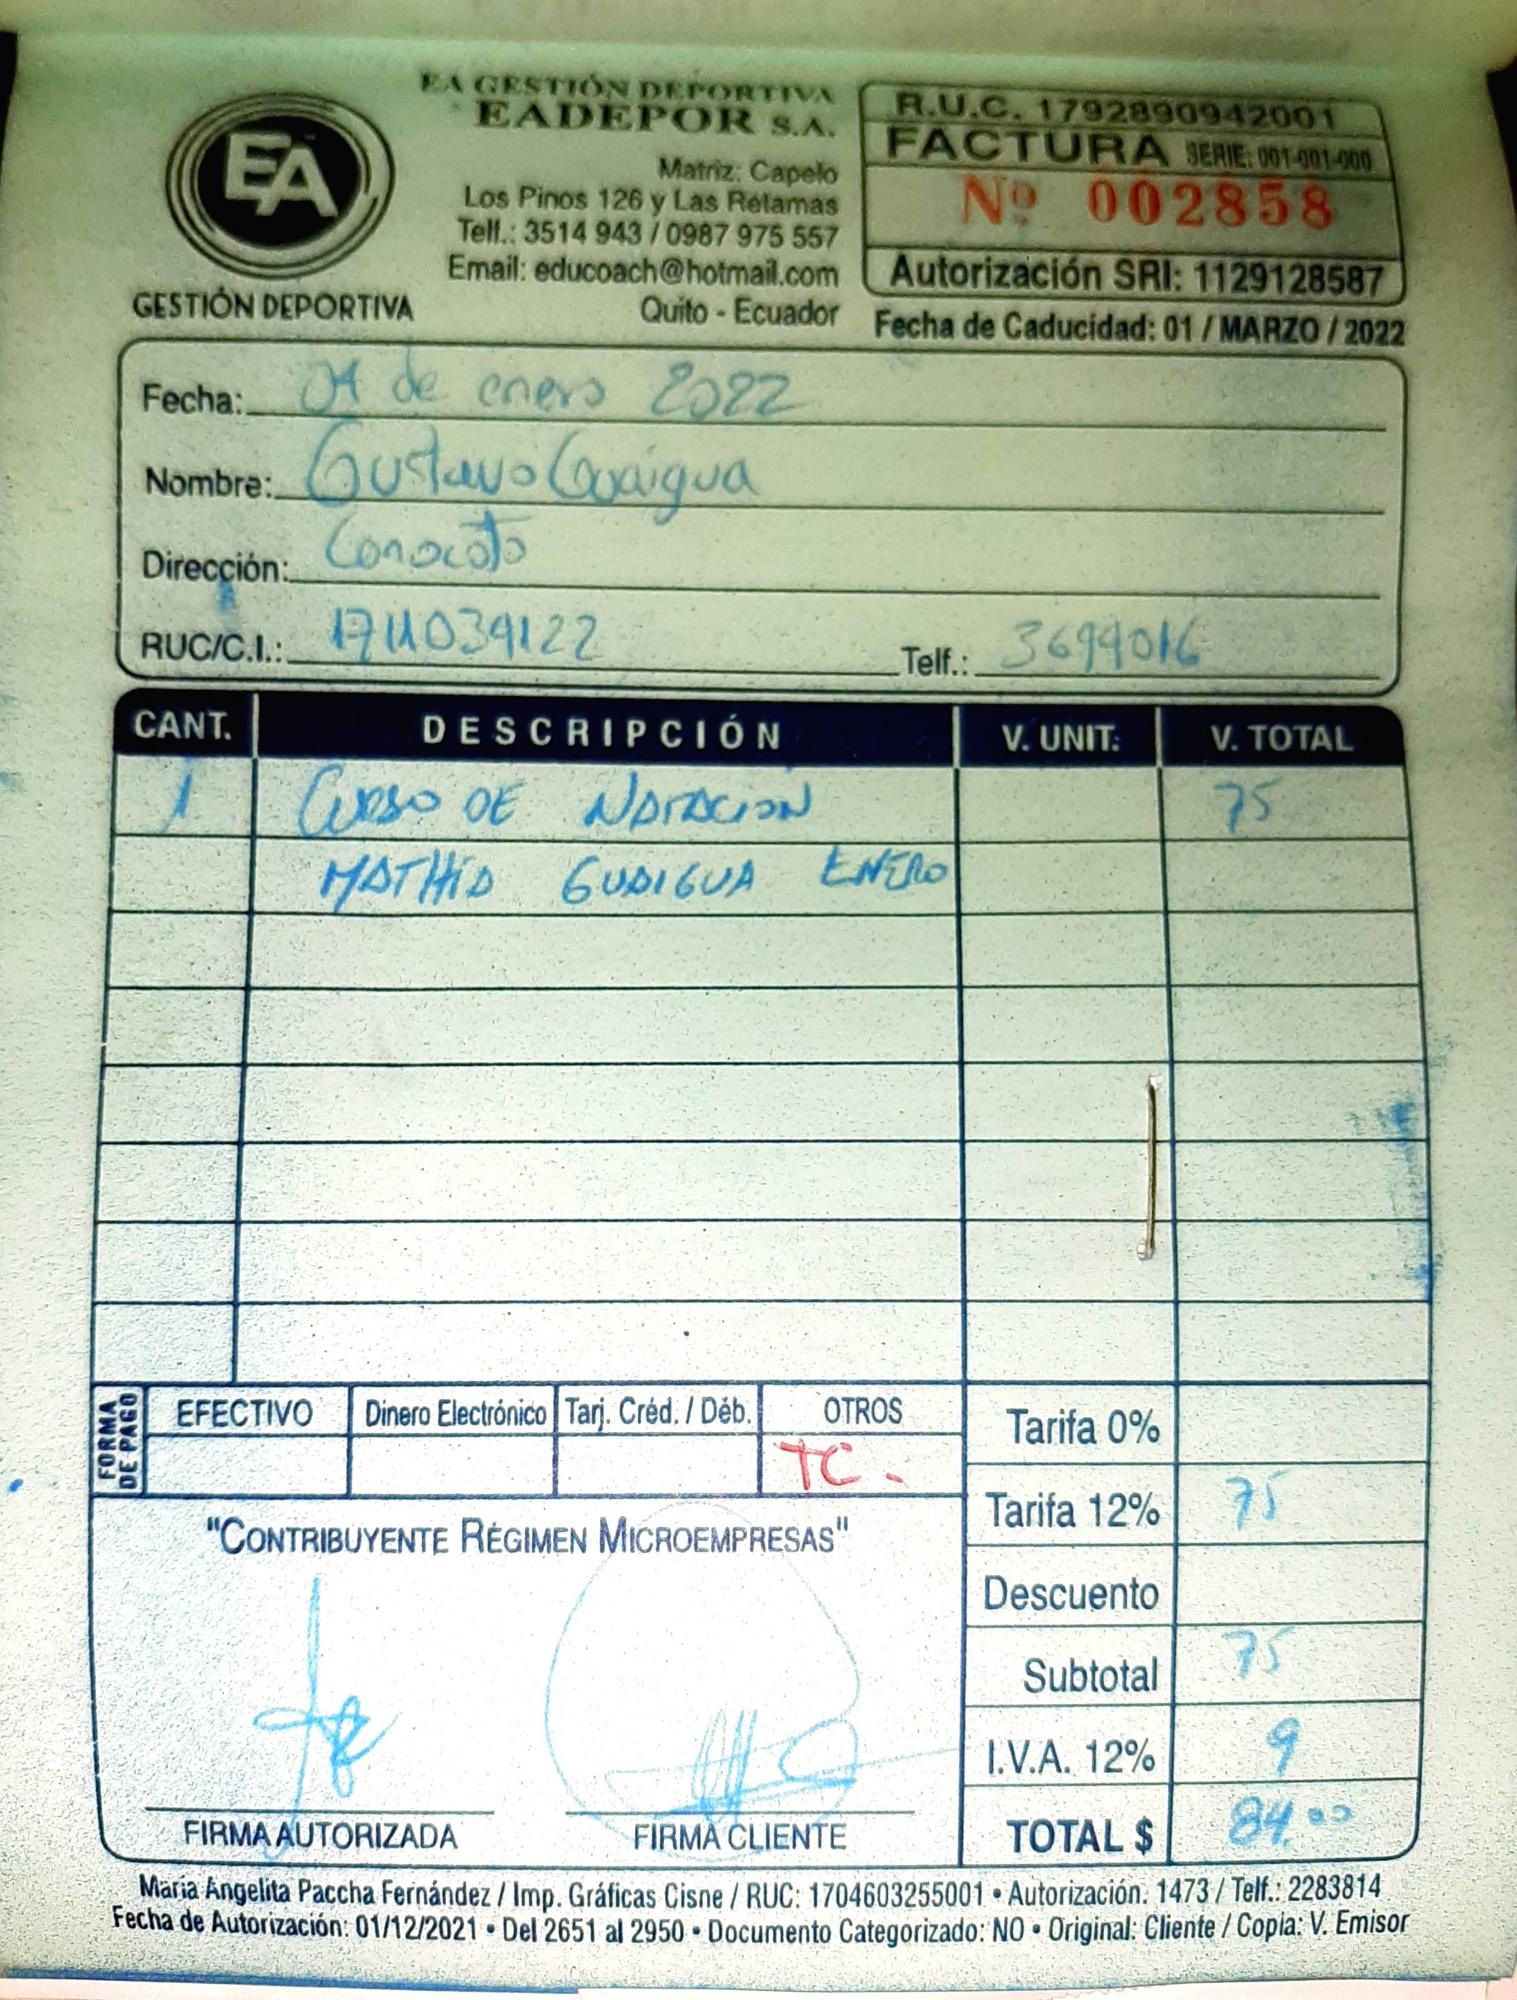 EA
GESTIÓN DEPORTIVA
EA GESTIÓN DEPORTIVA
EADEPOR S.A.
Matriz: Capelo
Los Pinos 126 y Las Retamas
Telf.: 3514 943 / 0987 975 557
Email: educoach@hotmail.com
Quito - Ecuador
R.U.C. 1792890942001
FACTURA SERIE: 001-001-000
Nº 002858
Autorización SRI: 1129128587
Fecha de Caducidad: 01 / MARZO / 2022
Fecha: 04 de enero 2022
Nombre: Gustavo Guaigua
Dirección: Conocoto
RUC/C.I.: 1711039122 Telf.: 3699016
CANT. DESCRIPCIÓN V. UNIT: V. TOTAL
1 CURSO DE NATACION 75
MATHIA GUAIGUA ENERO
FORMA DE PAGO
EFECTIVO Dinero Electrónico Tarj. Créd. / Déb. OTROS
TC.
Tarifa 0%
Tarifa 12% 75
Descuento
Subtotal 75
I.V.A. 12% 9
TOTAL $ 84.00
"CONTRIBUYENTE RÉGIMEN MICROEMPRESAS"
FIRMA AUTORIZADA FIRMA CLIENTE
Maria Angelita Paccha Fernández / Imp. Gráficas Cisne / RUC: 1704603255001 • Autorización: 1473 / Telf.: 2283814
Fecha de Autorización: 01/12/2021 • Del 2651 al 2950 • Documento Categorizado: NO • Original: Cliente / Copia: V. Emisor